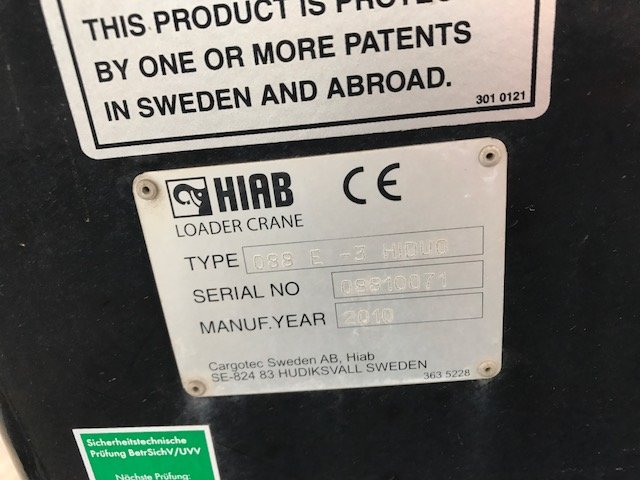 THIS PRODUCT IS PROTEC
BY ONE OR MORE PATENTS
IN SWEDEN AND ABROAD.
301 0121
HIAB CE
LOADER CRANE
TYPE 088 E -3 HIDUO
SERIAL NO 08810071
MANUF.YEAR 2010
Cargotec Sweden AB, Hiab
SE-824 83 HUDIKSVALL SWEDEN
363 5228
Sicherheitstechnische
Prüfung BetrSichV/UVV
Nächste Prüfung: